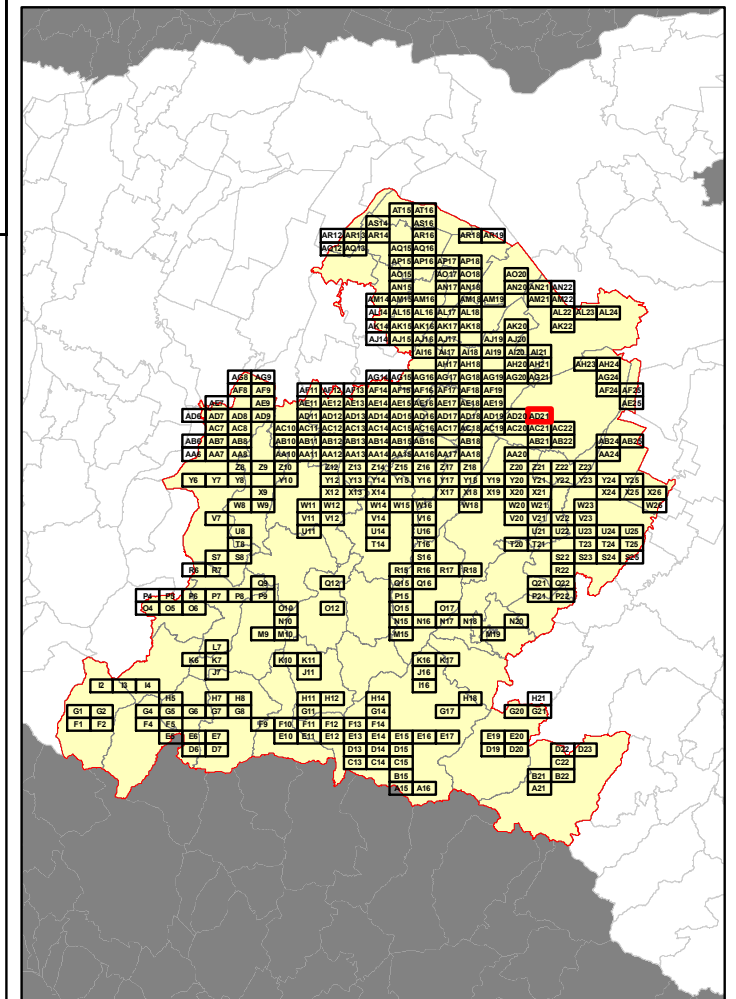 AT15 AT16
AS14 AS16
AR12 AR13 AR14 AR16 AR18 AR19
AQ12 AQ13 AQ15 AQ16
AP15 AP16 AP17 AP18
AO15 AO17 AO18 AO20
AN15 AN17 AN18 AN20 AN21 AN22
AM14 AM15 AM16 AM18 AM19 AM21 AM22
AL14 AL15 AL16 AL17 AL18 AL22 AL23 AL24
AK14 AK15 AK16 AK17 AK18 AK20 AK22
AJ14 AJ15 AJ16 AJ17 AJ19 AJ20
AI16 AI17 AI18 AI19 AI20 AI21
AH17 AH18 AH20 AH21 AH23 AH24
AG8 AG9 AG14 AG15 AG16 AG17 AG18 AG19 AG20 AG21 AG24
AF8 AF9 AF11 AF12 AF13 AF14 AF15 AF16 AF17 AF18 AF19 AF24 AF25
AE7 AE9 AE11 AE12 AE13 AE14 AE15 AE16 AE17 AE18 AE19 AE25
AD6 AD7 AD8 AD9 AD11 AD12 AD13 AD14 AD15 AD16 AD17 AD18 AD19 AD20 AD21
AC7 AC8 AC10 AC11 AC12 AC13 AC14 AC15 AC16 AC17 AC18 AC19 AC20 AC21 AC22
AB6 AB7 AB8 AB10 AB11 AB12 AB13 AB14 AB15 AB16 AB18 AB21 AB22 AB24 AB25
AA6 AA7 AA8 AA10 AA11 AA12 AA13 AA14 AA15 AA16 AA17 AA18 AA20 AA24
Z8 Z9 Z10 Z12 Z13 Z14 Z15 Z16 Z17 Z18 Z20 Z21 Z22 Z23
Y6 Y7 Y8 Y10 Y12 Y13 Y14 Y15 Y16 Y17 Y18 Y19 Y20 Y21 Y22 Y23 Y24 Y25
X9 X12 X13 X14 X17 X18 X19 X20 X21 X24 X25 X26
W8 W9 W11 W12 W14 W15 W16 W18 W20 W21 W23 W26
V7 V11 V12 V14 V16 V20 V21 V22 V23
U8 U11 U14 U16 U21 U22 U23 U24 U25
T8 T14 T16 T20 T21 T23 T24 T25
S7 S8 S16 S22 S23 S24 S25
R6 R7 R15 R16 R17 R18 R22
Q9 Q12 Q15 Q16 Q21 Q22
P4 P5 P6 P7 P8 P9 P15 P21 P22
O4 O5 O6 O10 O12 O15 O17
N10 N15 N16 N17 N18 N20
M9 M10 M15 M19
L7
K6 K7 K10 K11 K16 K17
J7 J11 J16
I2 I3 I4 I16
H5 H7 H8 H11 H12 H14 H18 H21
G1 G2 G4 G5 G6 G7 G8 G11 G14 G17 G20 G21
F1 F2 F4 F5 F9 F10 F11 F12 F13 F14
E5 E6 E7 E10 E11 E12 E13 E14 E15 E16 E17 E19 E20
D6 D7 D13 D14 D15 D19 D20 D22 D23
C13 C14 C15 C22
B15 B21 B22
A15 A16 A21